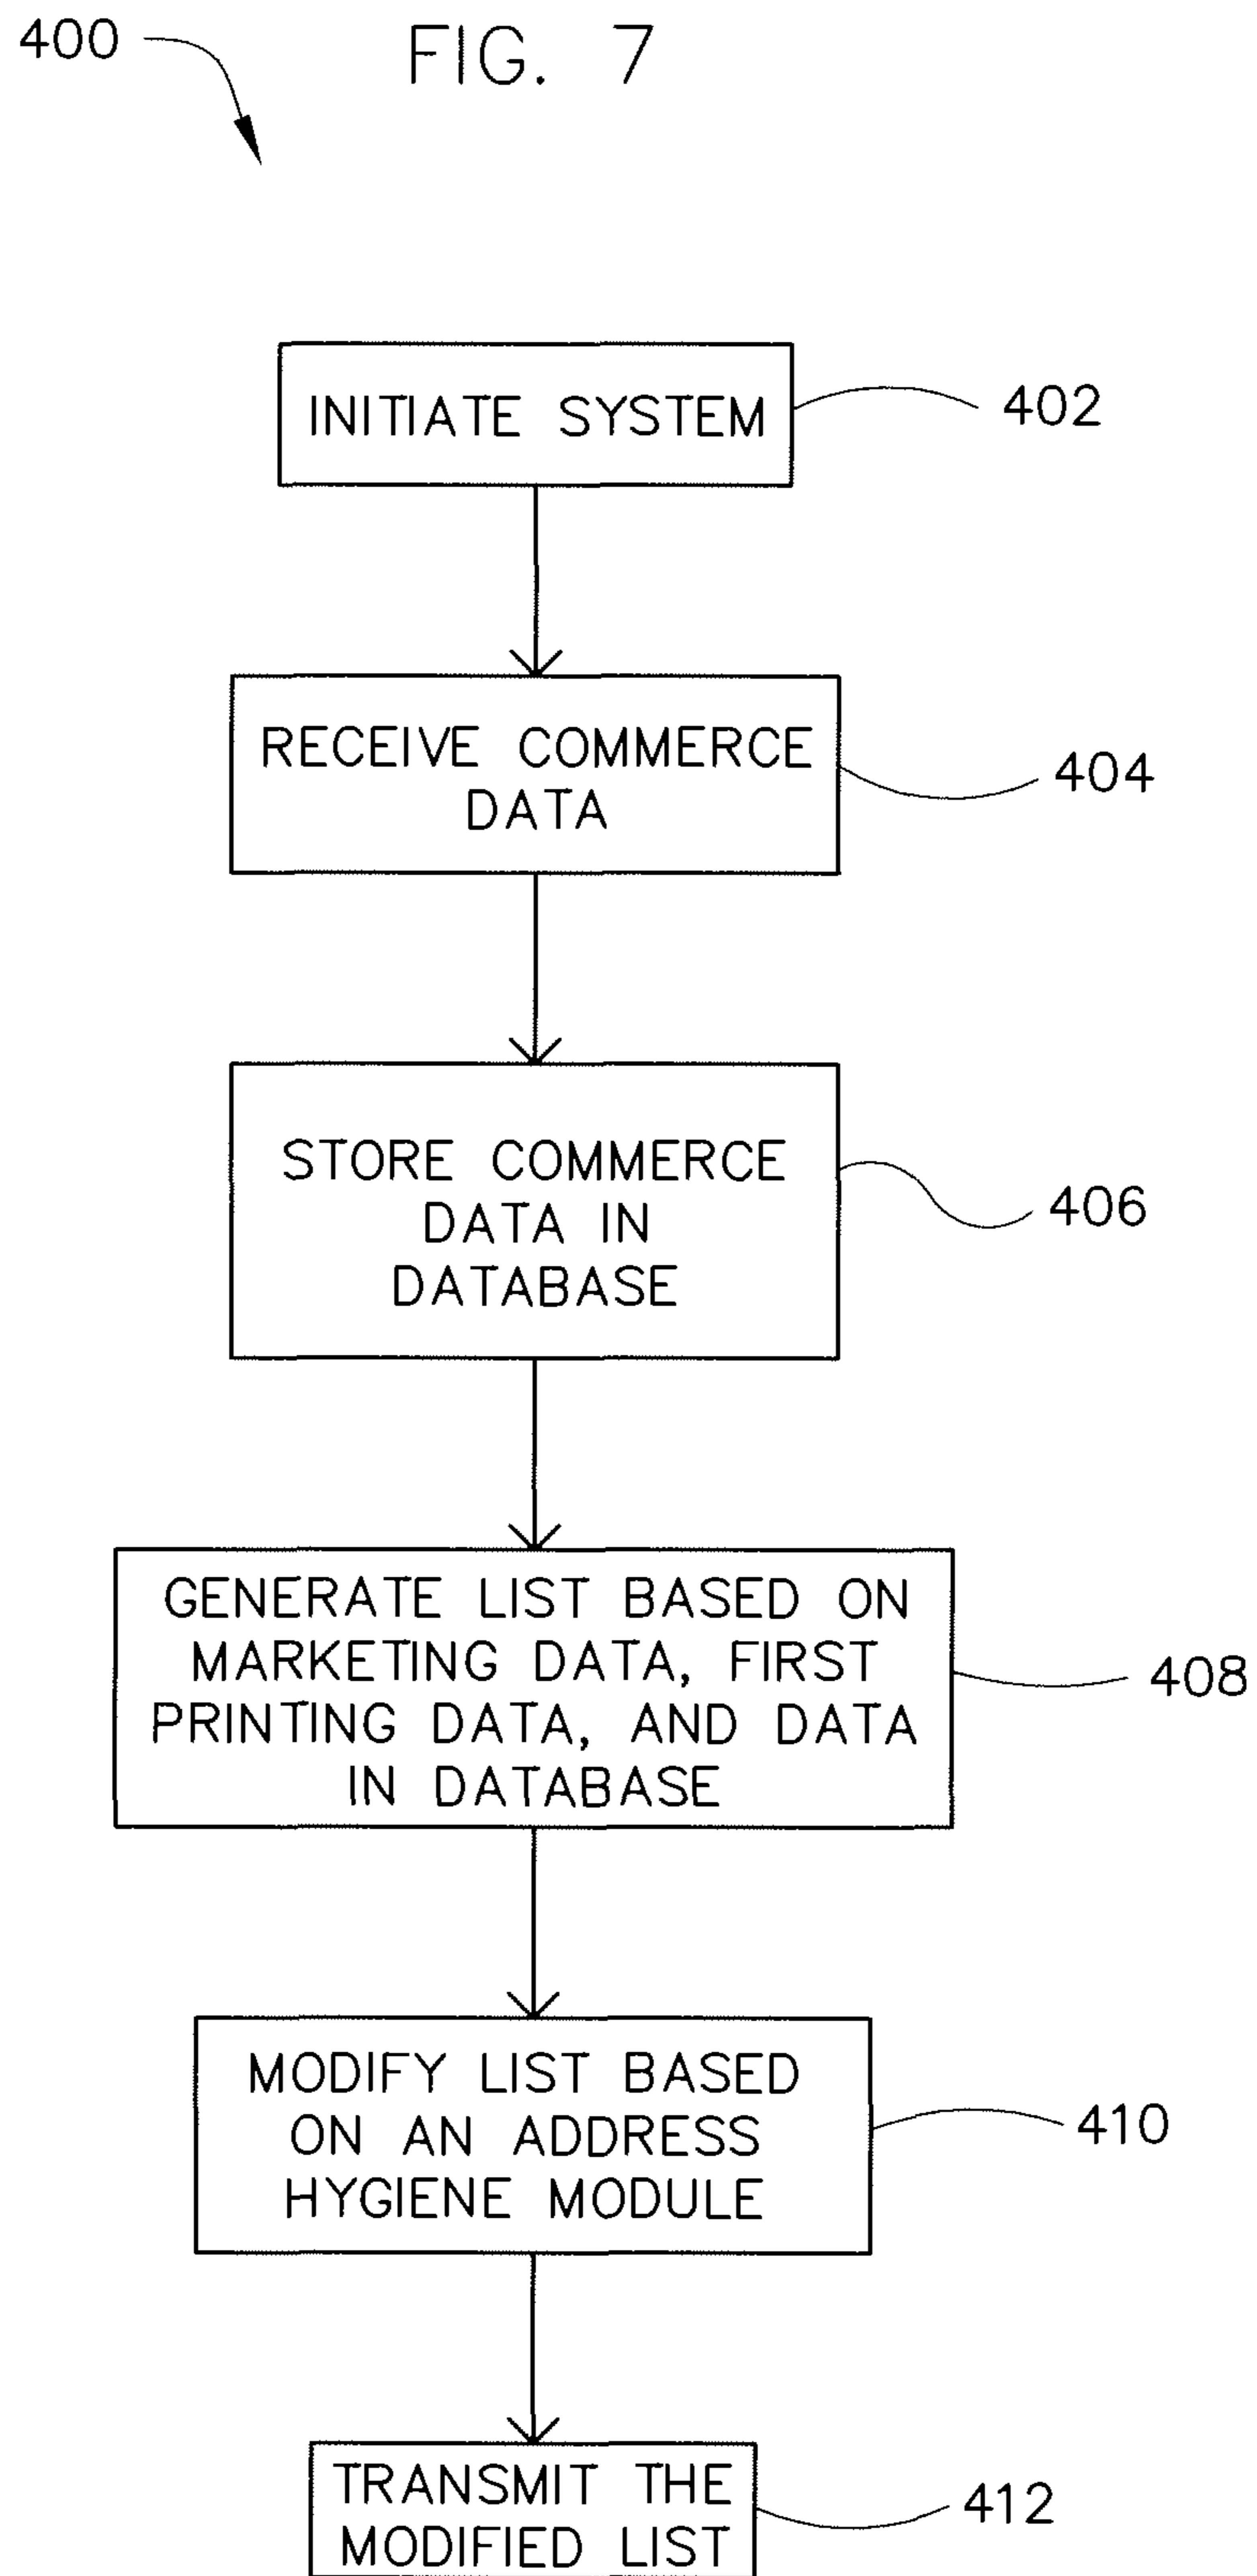 400
FIG. 7
INITIATE SYSTEM
402
RECEIVE COMMERCE
DATA
404
STORE COMMERCE
DATA IN
DATABASE
406
GENERATE LIST BASED ON
MARKETING DATA, FIRST
PRINTING DATA, AND DATA
IN DATABASE
408
MODIFY LIST BASED
ON AN ADDRESS
HYGIENE MODULE
410
TRANSMIT THE
MODIFIED LIST
412